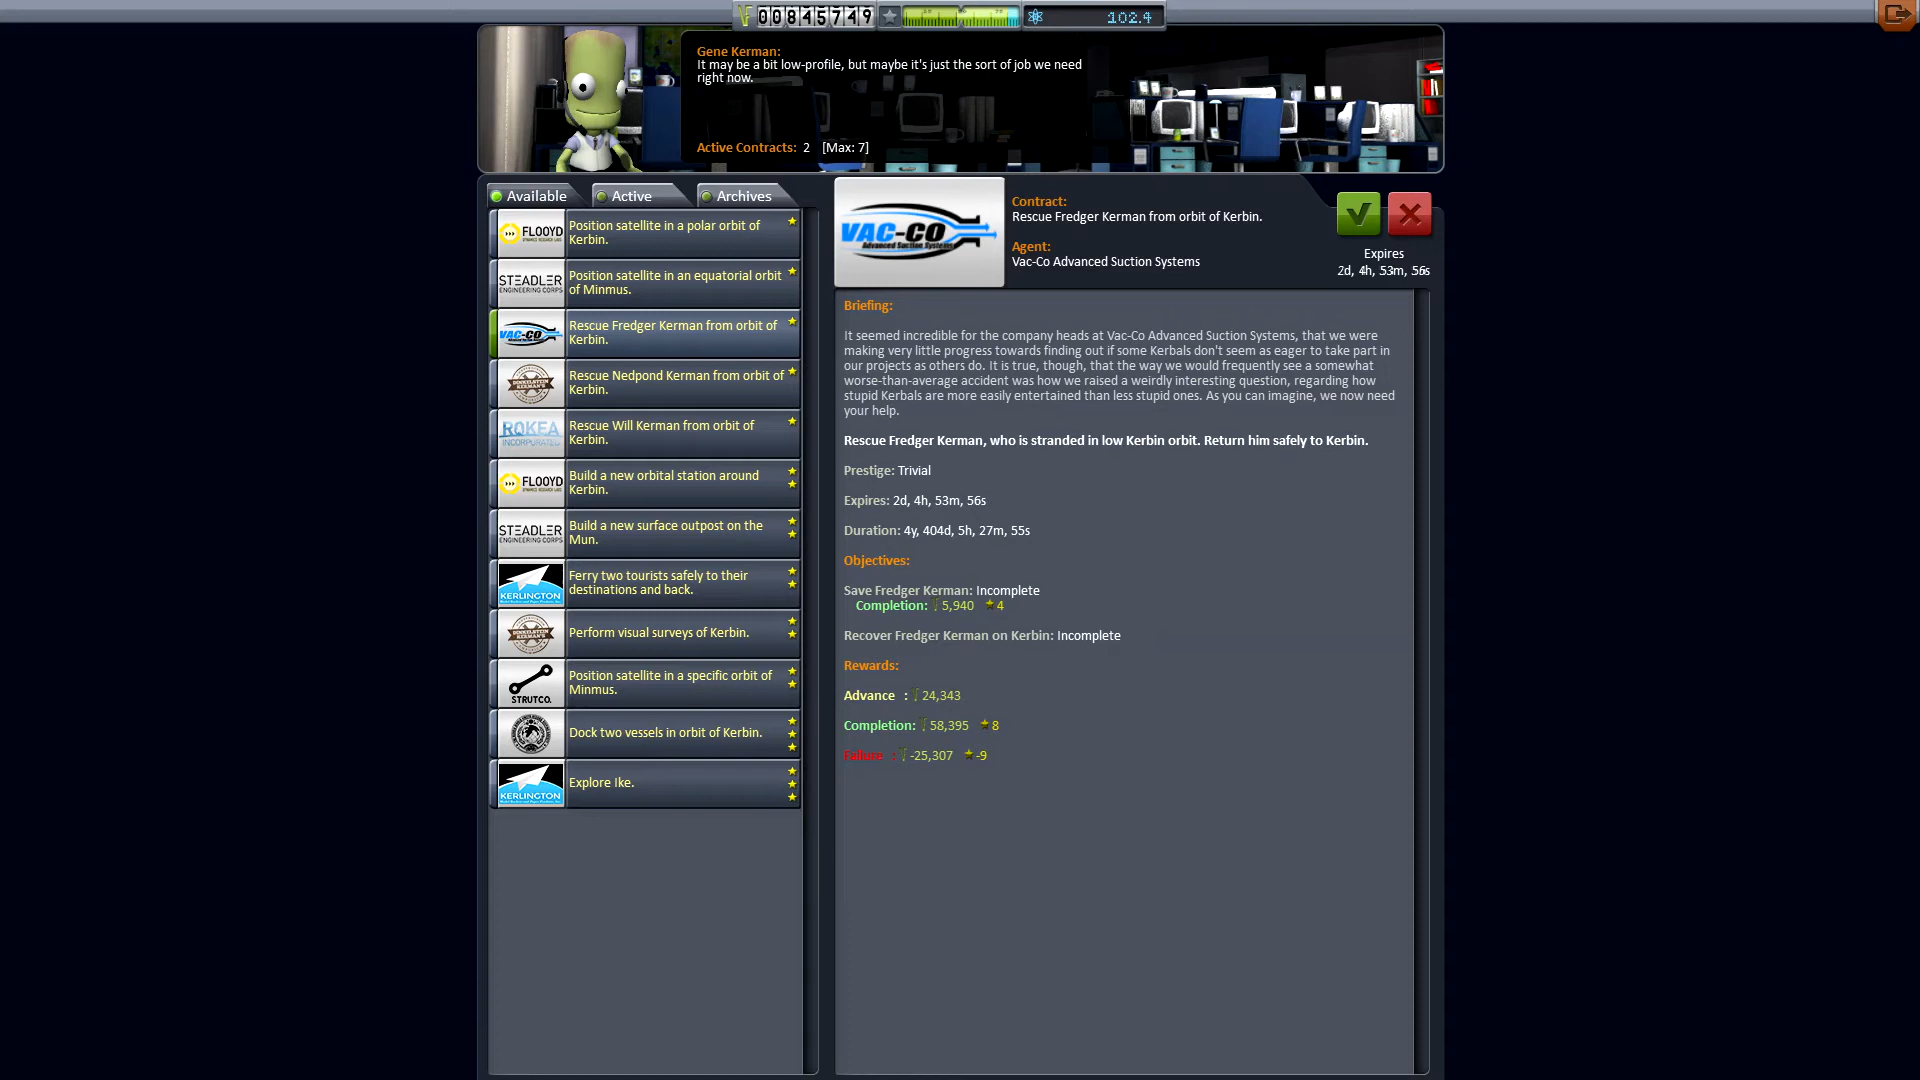 00845749
102.4
Gene Kerman:
It may be a bit low-profile, but maybe it's just the sort of job we need
right now.
Active Contracts: 2 [Max: 7]
Available
Active
Archives
FLOOYD
Position satellite in a polar orbit of
Kerbin.
STEADLER
ENGINEERING CORPS
Position satellite in an equatorial orbit
of Minmus.
VAC-CO
Rescue Fredger Kerman from orbit of
Kerbin.
Rescue Nedpond Kerman from orbit of
Kerbin.
ROKEA
INCORPORATED
Rescue Will Kerman from orbit of
Kerbin.
FLOOYD
Build a new orbital station around
Kerbin.
STEADLER
ENGINEERING CORPS
Build a new surface outpost on the
Mun.
KERLINGTON
Ferry two tourists safely to their
destinations and back.
Perform visual surveys of Kerbin.
STRUTCO.
Position satellite in a specific orbit of
Minmus.
Dock two vessels in orbit of Kerbin.
KERLINGTON
Explore Ike.
VAC-CO
Advanced Suction Systems
Contract:
Rescue Fredger Kerman from orbit of Kerbin.
Agent:
Vac-Co Advanced Suction Systems
Expires
2d, 4h, 53m, 56s
Briefing:
It seemed incredible for the company heads at Vac-Co Advanced Suction Systems, that we were
making very little progress towards finding out if some Kerbals don't seem as eager to take part in
our projects as others do. It is true, though, that the way we would frequently see a somewhat
worse-than-average accident was how we raised a weirdly interesting question, regarding how
stupid Kerbals are more easily entertained than less stupid ones. As you can imagine, we now need
your help.
Rescue Fredger Kerman, who is stranded in low Kerbin orbit. Return him safely to Kerbin.
Prestige: Trivial
Expires: 2d, 4h, 53m, 56s
Duration: 4y, 404d, 5h, 27m, 55s
Objectives:
Save Fredger Kerman: Incomplete
Completion: 5,940 4
Recover Fredger Kerman on Kerbin: Incomplete
Rewards:
Advance : 24,343
Completion: 58,395 8
Failure : -25,307 -9